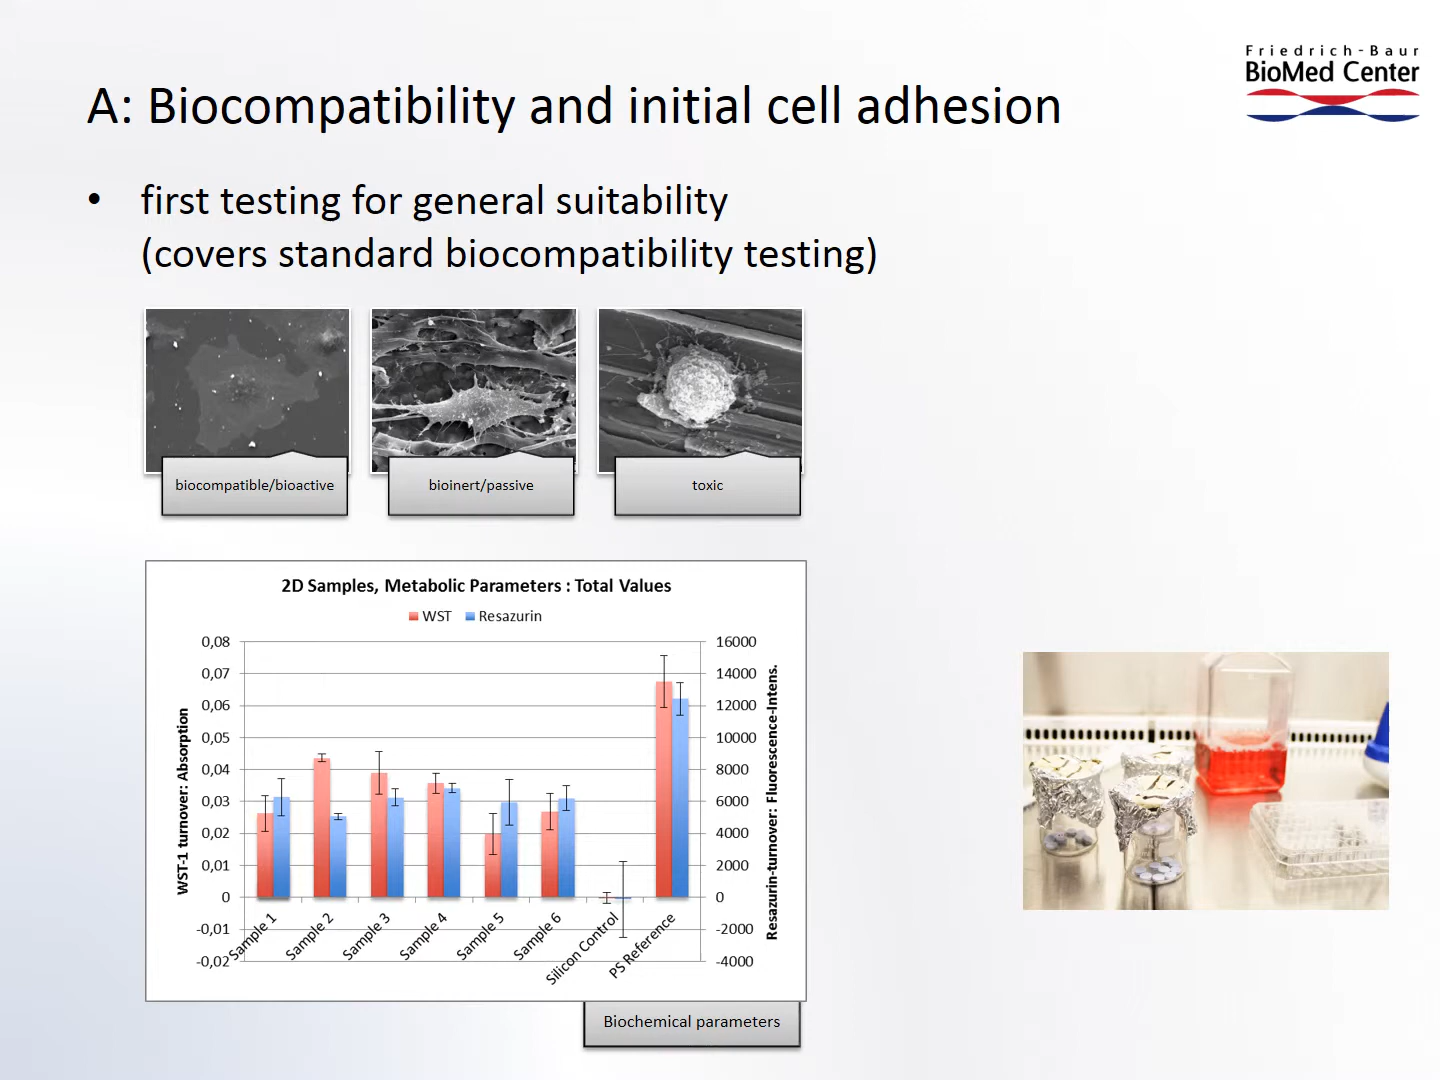 Friedrich-Baur
BioMed Center
A: Biocompatibility and initial cell adhesion
• first testing for general suitability
(covers standard biocompatibility testing)
biocompatible/bioactive
bioinert/passive
toxic
2D Samples, Metabolic Parameters : Total Values
WST Resazurin
WST-1 turnover: Absorption
0,08
0,07
0,06
0,05
0,04
0,03
0,02
0,01
0
-0,01
-0,02
16000
14000
12000
10000
8000
6000
4000
2000
0
-2000
-4000
Resazurin-turnover: Fluorescence-Intens.
Sample 1
Sample 2
Sample 3
Sample 4
Sample 5
Sample 6
Silicon Control
PS Reference
Biochemical parameters